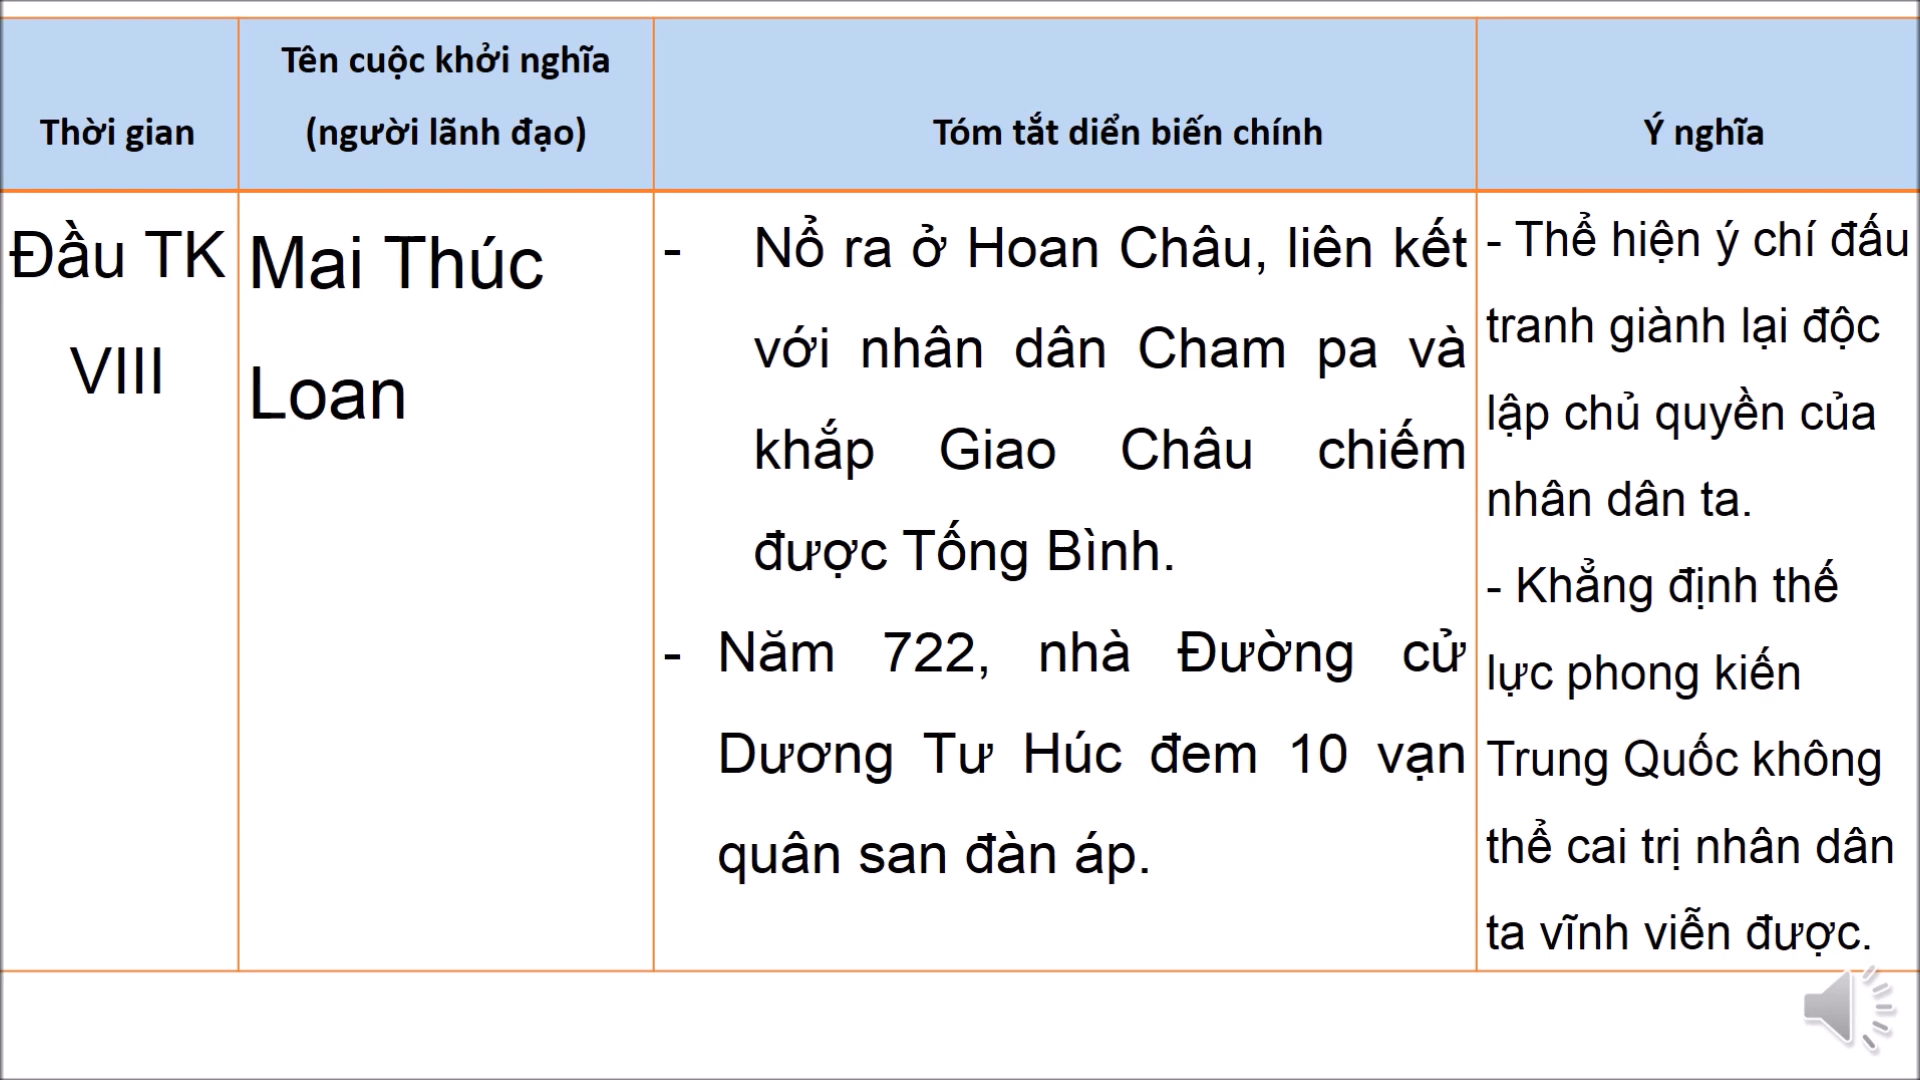 Thời gian
Tên cuộc khởi nghĩa
(người lãnh đạo)
Tóm tắt diển biến chính
Ý nghĩa
Đầu TK
VIII
Mai Thúc
Loan
- Nổ ra ở Hoan Châu, liên kết
với nhân dân Cham pa và
khắp Giao Châu chiếm
được Tống Bình.
- Năm 722, nhà Đường cử
Dương Tư Húc đem 10 vạn
quân san đàn áp.
- Thể hiện ý chí đấu
tranh giành lại độc
lập chủ quyền của
nhân dân ta.
- Khẳng định thế
lực phong kiến
Trung Quốc không
thể cai trị nhân dân
ta vĩnh viễn được.